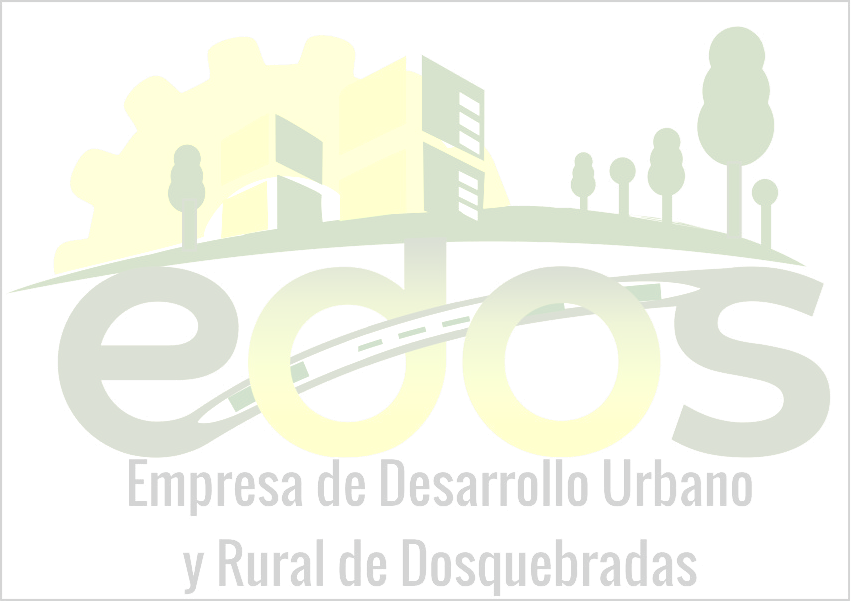 edos
Empresa de Desarrollo Urbano
y Rural de Dosquebradas